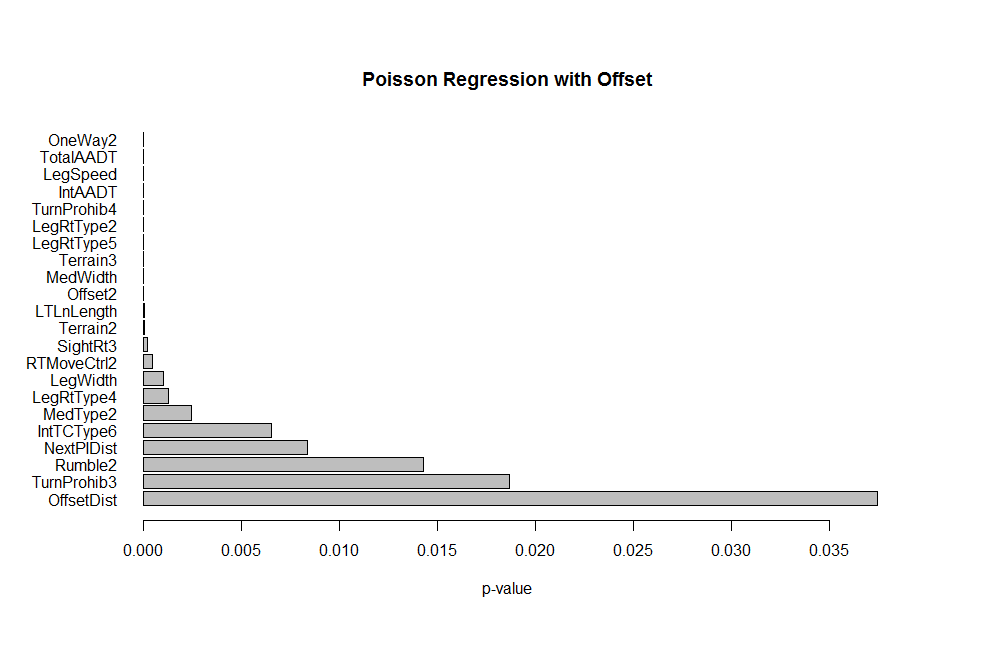 Poisson Regression with Offset
OneWay2
TotalAADT
LegSpeed
IntAADT
TurnProhib4
LegRtType2
LegRtType5
Terrain3
MedWidth
Offset2
LTLnLength
Terrain2
SightRt3
RTMoveCtrl2
LegWidth
LegRtType4
MedType2
IntTCType6
NextPIDist
Rumble2
TurnProhib3
OffsetDist
0.000 0.005 0.010 0.015 0.020 0.025 0.030 0.035
p-value